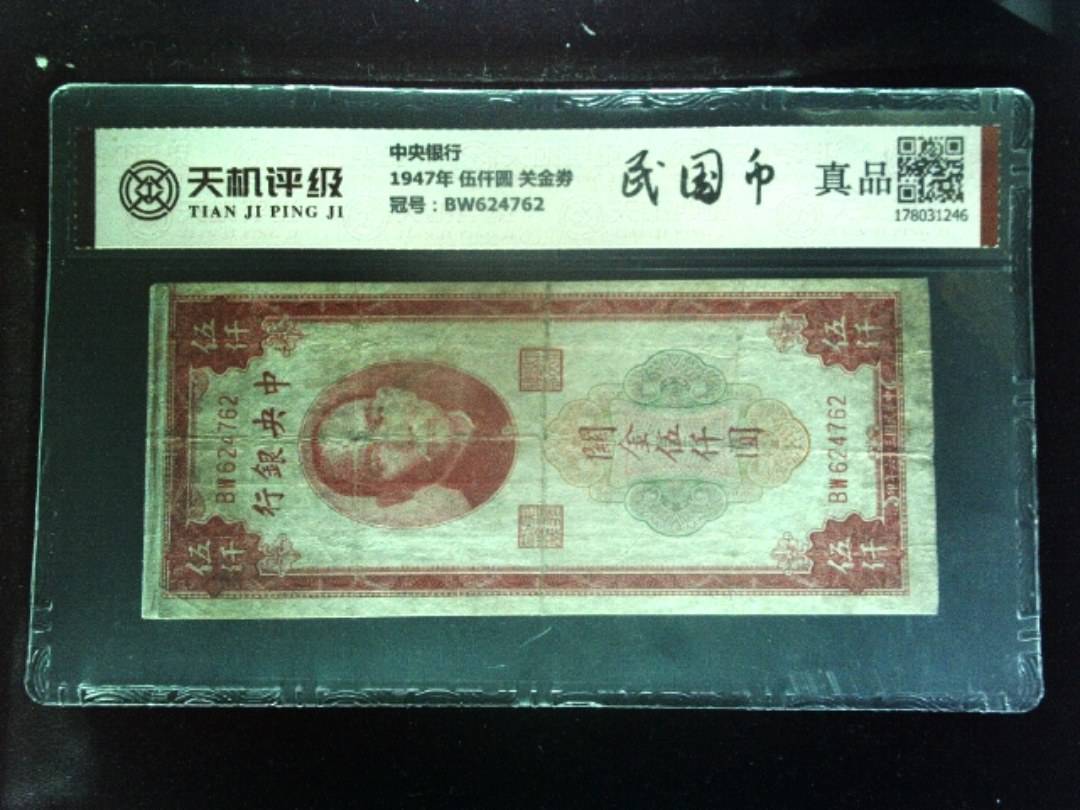 天机评级
TIAN JI PING JI
中央银行
1947年 伍仟圆 关金券
冠号：BW624762
民国币
真品
178031246
伍仟
伍仟
中央銀行
BW624762
關金伍仟圓
BW624762
伍仟
伍仟